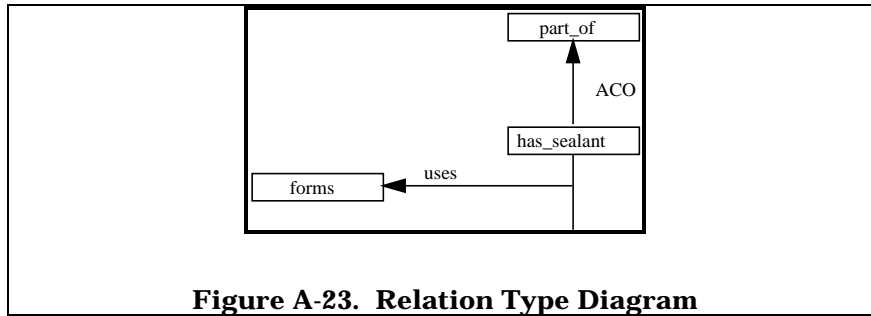 part_of
ACO
has_sealant
uses
forms
Figure A-23. Relation Type Diagram